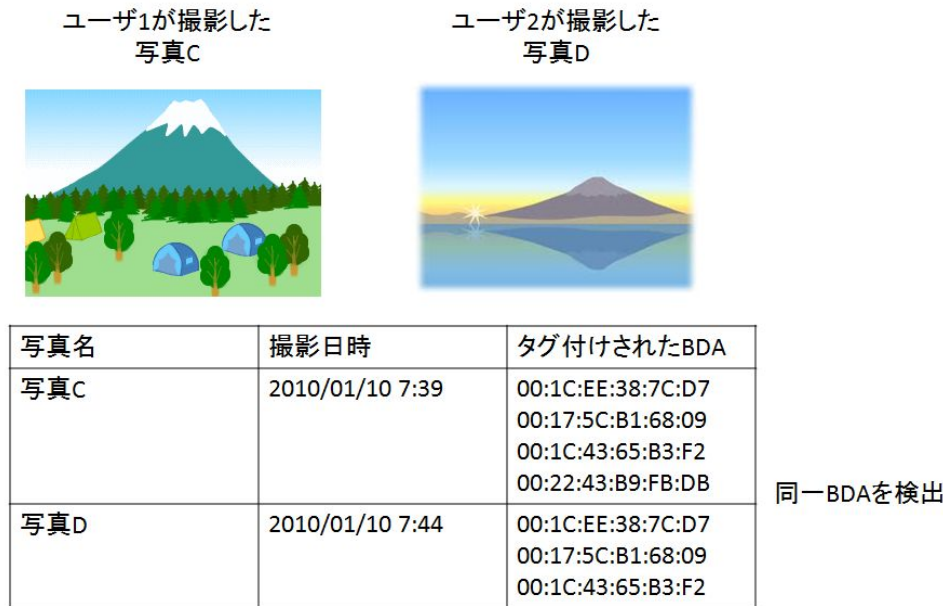 ユーザ1が撮影した
写真C
ユーザ2が撮影した
写真D
写真名 撮影日時 タグ付けされたBDA
写真C 2010/01/10 7:39 00:1C:EE:38:7C:D7
00:17:5C:B1:68:09
00:1C:43:65:B3:F2
00:22:43:B9:FB:DB
同一BDAを検出
写真D 2010/01/10 7:44 00:1C:EE:38:7C:D7
00:17:5C:B1:68:09
00:1C:43:65:B3:F2